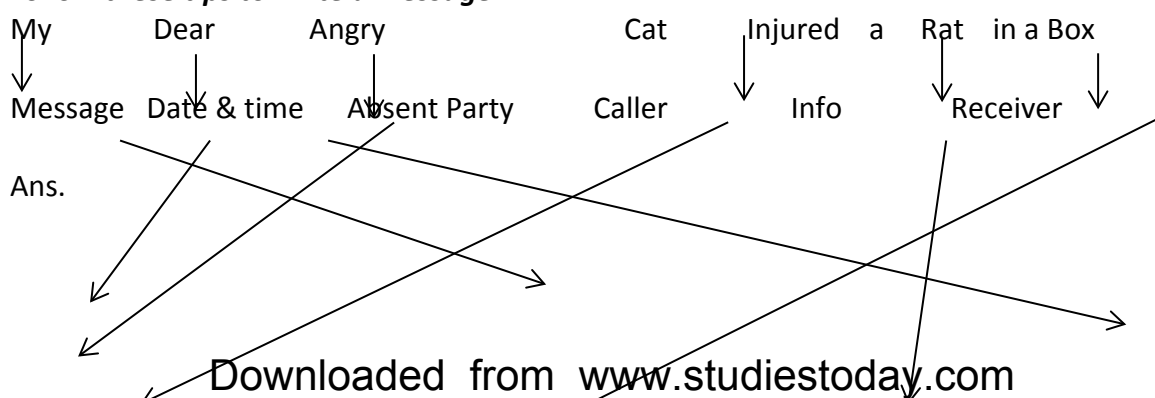 My Dear Angry Cat Injured a Rat in a Box
Message Date & time Absent Party Caller Info Receiver
Ans.
Downloaded from www.studiestoday.com